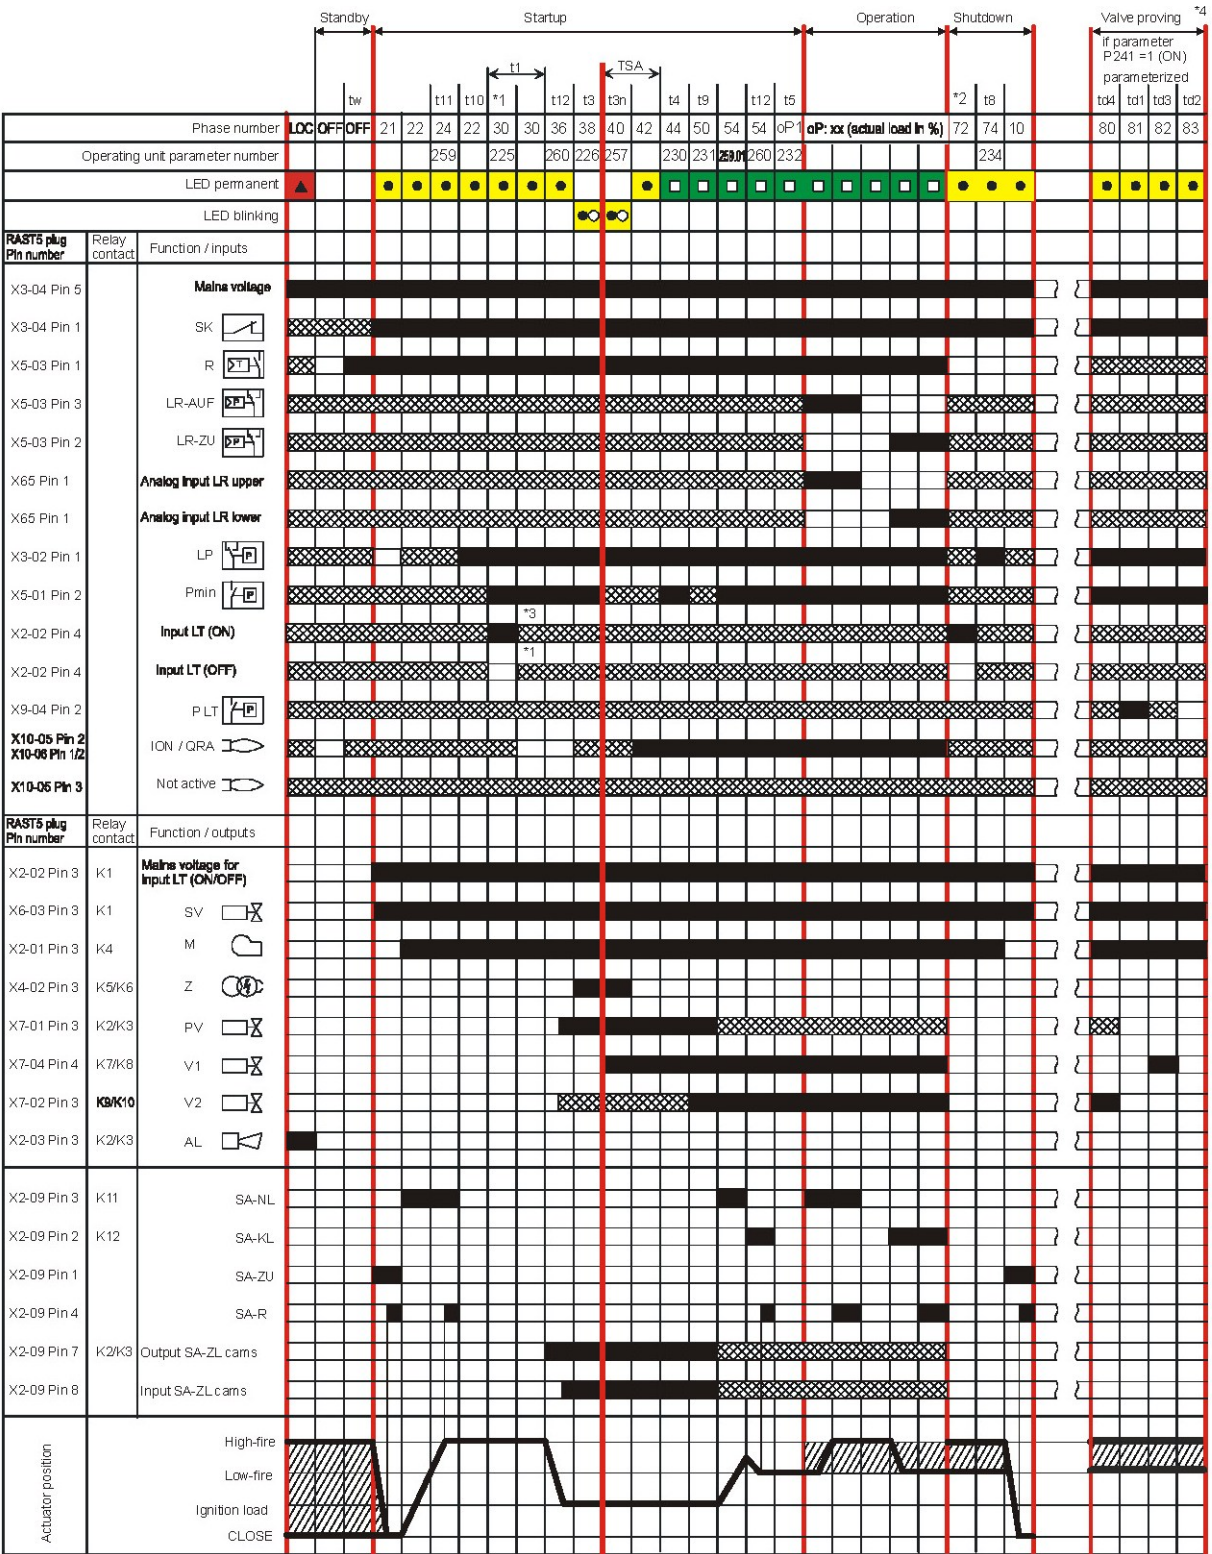 Standby Startup Operation Shutdown Valve proving *4
if parameter
P241 =1 (ON)
parameterized
t1 TSA
tw t11 t10 *1 t12 t3 t3n t4 t9 t12 t5 *2 t8 td4 td1 td3 td2
Phase number LOC OFF OFF 21 22 24 22 30 30 36 38 40 42 44 50 54 54 oP1 oP: xx (actual load in %) 72 74 10 80 81 82 83
Operating unit parameter number 259 225 260 226 257 230 231 259.01 260 232 234
LED permanent
LED blinking
RAST5 plug Pin number Relay contact Function / inputs
X3-04 Pin 5 Mains voltage
X3-04 Pin 1 SK
X5-03 Pin 1 R
X5-03 Pin 3 LR-AUF
X5-03 Pin 2 LR-ZU
X65 Pin 1 Analog input LR upper
X65 Pin 1 Analog input LR lower
X3-02 Pin 1 LP P
X5-01 Pin 2 Pmin P
*3
X2-02 Pin 4 Input LT (ON)
*1
X2-02 Pin 4 Input LT (OFF)
X9-04 Pin 2 P LT P
X10-05 Pin 2
X10-06 Pin 1/2 ION / QRA
X10-05 Pin 3 Not active
RAST5 plug Pin number Relay contact Function / outputs
X2-02 Pin 3 K1 Mains voltage for Input LT (ON/OFF)
X6-03 Pin 3 K1 SV
X2-01 Pin 3 K4 M
X4-02 Pin 3 K5/K6 Z
X7-01 Pin 3 K2/K3 PV
X7-04 Pin 4 K7/K8 V1
X7-02 Pin 3 K9/K10 V2
X2-03 Pin 3 K2/K3 AL
X2-09 Pin 3 K11 SA-NL
X2-09 Pin 2 K12 SA-KL
X2-09 Pin 1 SA-ZU
X2-09 Pin 4 SA-R
X2-09 Pin 7 K2/K3 Output SA-ZL cams
X2-09 Pin 8 Input SA-ZL cams
Actuator position
High-fire
Low-fire
Ignition load
CLOSE